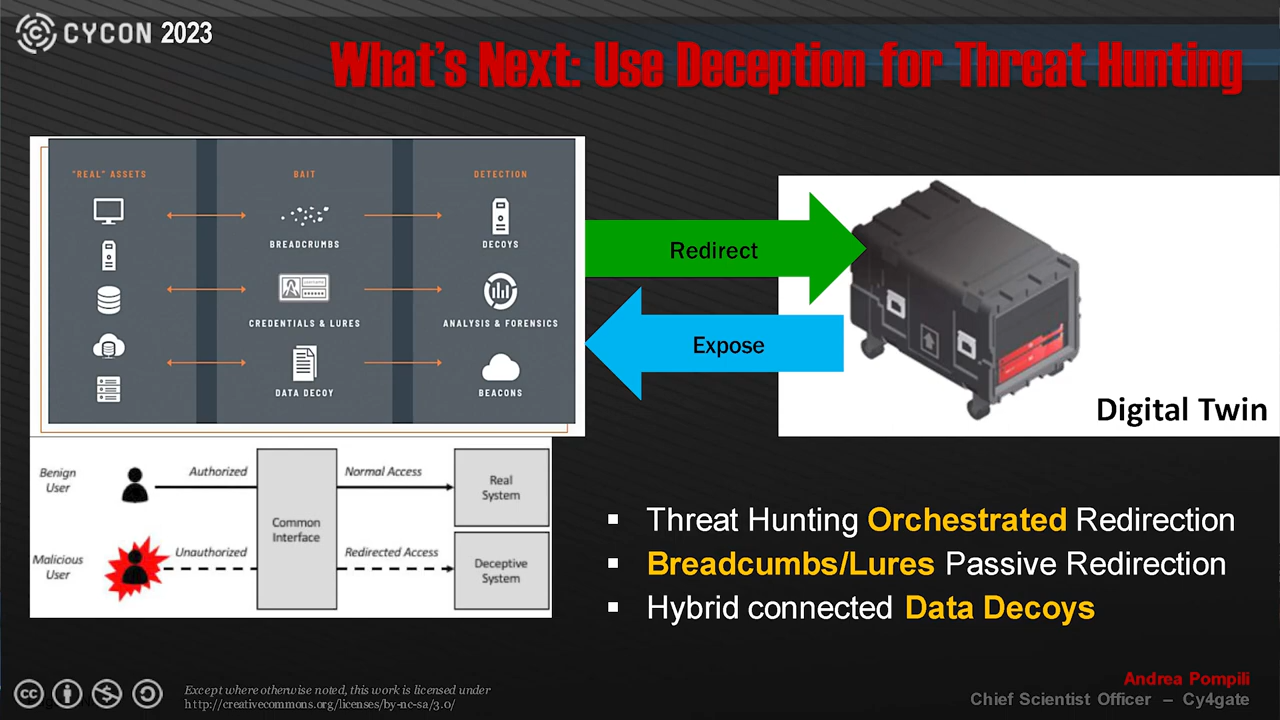 CYCON 2023
What's Next: Use Deception for Threat Hunting
"REAL" ASSETS
BAIT
DETECTION
BREADCRUMBS
DECOYS
CREDENTIALS & LURES
ANALYSIS & FORENSICS
DATA DECOY
BEACONS
Redirect
Expose
Digital Twin
Benign
User
Authorized
Normal Access
Real
System
Common
Interface
Malicious
User
Unauthorized
Redirected Access
Deceptive
System
▪ Threat Hunting Orchestrated Redirection
▪ Breadcumbs/Lures Passive Redirection
▪ Hybrid connected Data Decoys
Except where otherwise noted, this work is licensed under
http://creativecommons.org/licenses/by-nc-sa/3.0/
Andrea Pompili
Chief Scientist Officer – Cy4gate